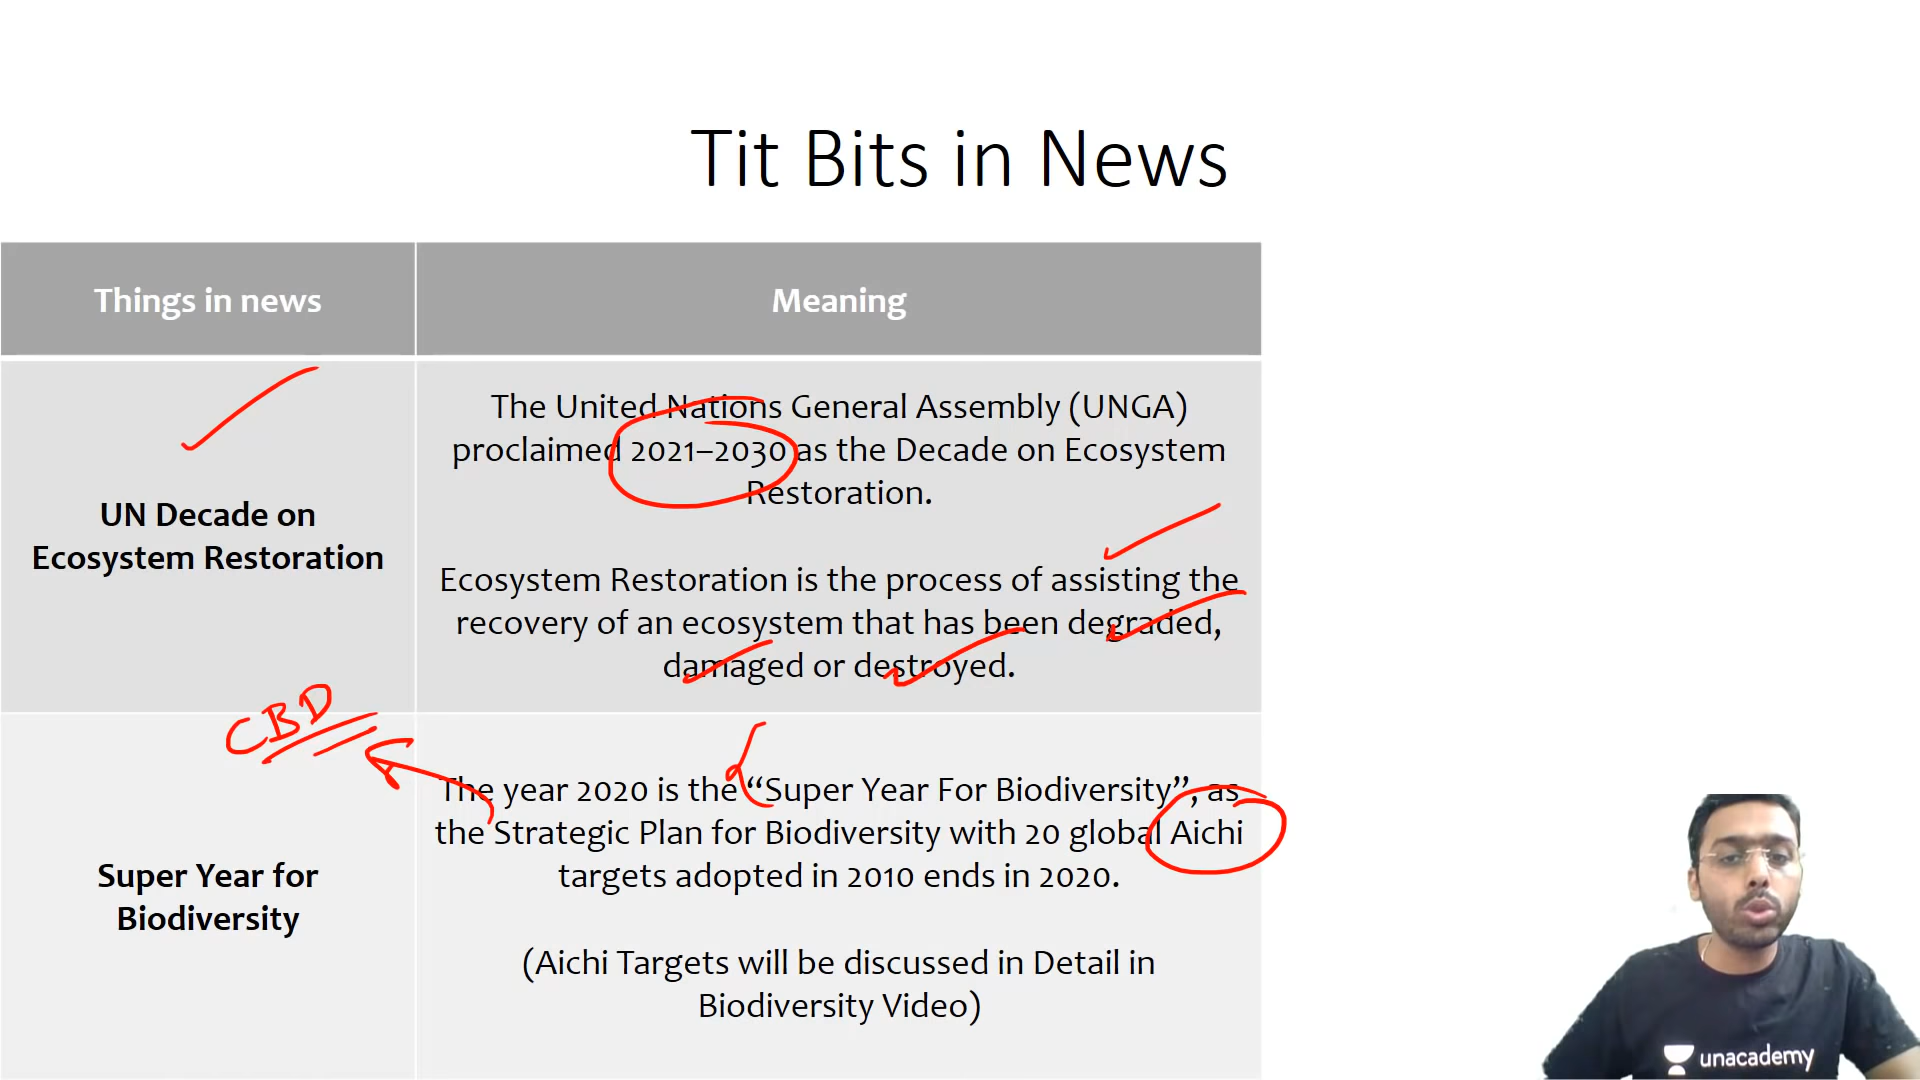 Tit Bits in News
Things in news
Meaning
UN Decade on
Ecosystem Restoration
The United Nations General Assembly (UNGA)
proclaimed 2021–2030 as the Decade on Ecosystem
Restoration.
Ecosystem Restoration is the process of assisting the
recovery of an ecosystem that has been degraded,
damaged or destroyed.
CBD
Super Year for
Biodiversity
The year 2020 is the “Super Year For Biodiversity”, as
the Strategic Plan for Biodiversity with 20 global Aichi
targets adopted in 2010 ends in 2020.
(Aichi Targets will be discussed in Detail in
Biodiversity Video)
unacademy